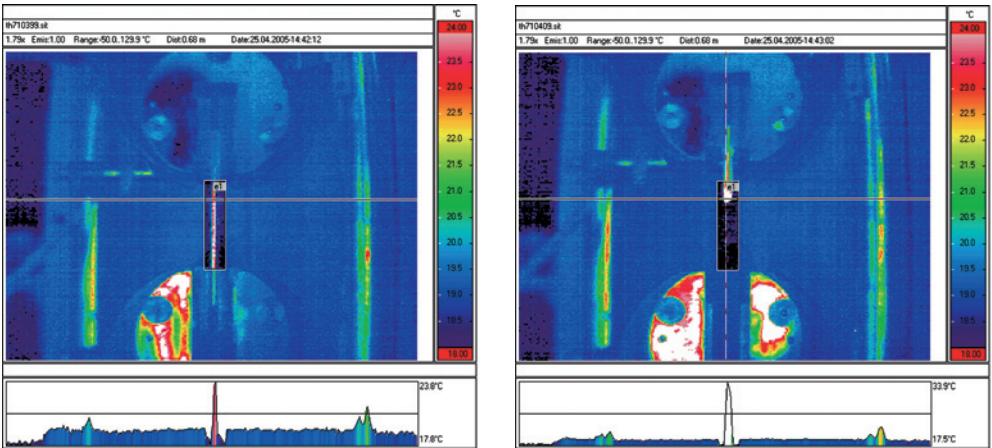 th710399.sit
1.79x Emis:1.00 Range:-50.0..129.9 °C Dist:0.68 m Date:25.04.2005-14:42:12
°C
24.00
23.5
23.0
22.5
22.0
21.5
21.0
20.5
20.0
19.5
19.0
18.5
18.00
e1
23.8°C
17.8°C
th710409.sit
1.79x Emis:1.00 Range:-50.0..129.9 °C Dist:0.68 m Date:25.04.2005-14:43:02
°C
24.00
23.5
23.0
22.5
22.0
21.5
21.0
20.5
20.0
19.5
19.0
18.5
18.00
e1
33.9°C
17.5°C